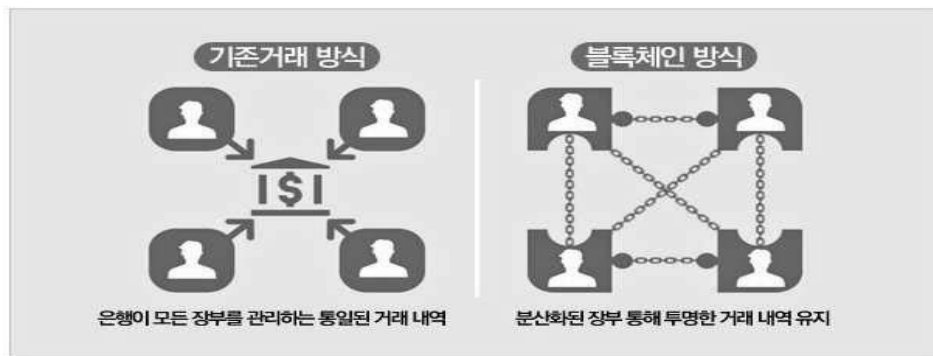 기존거래 방식
블록체인 방식
I$I
은행이 모든 장부를 관리하는 통일된 거래 내역
분산화된 장부 통해 투명한 거래 내역 유지